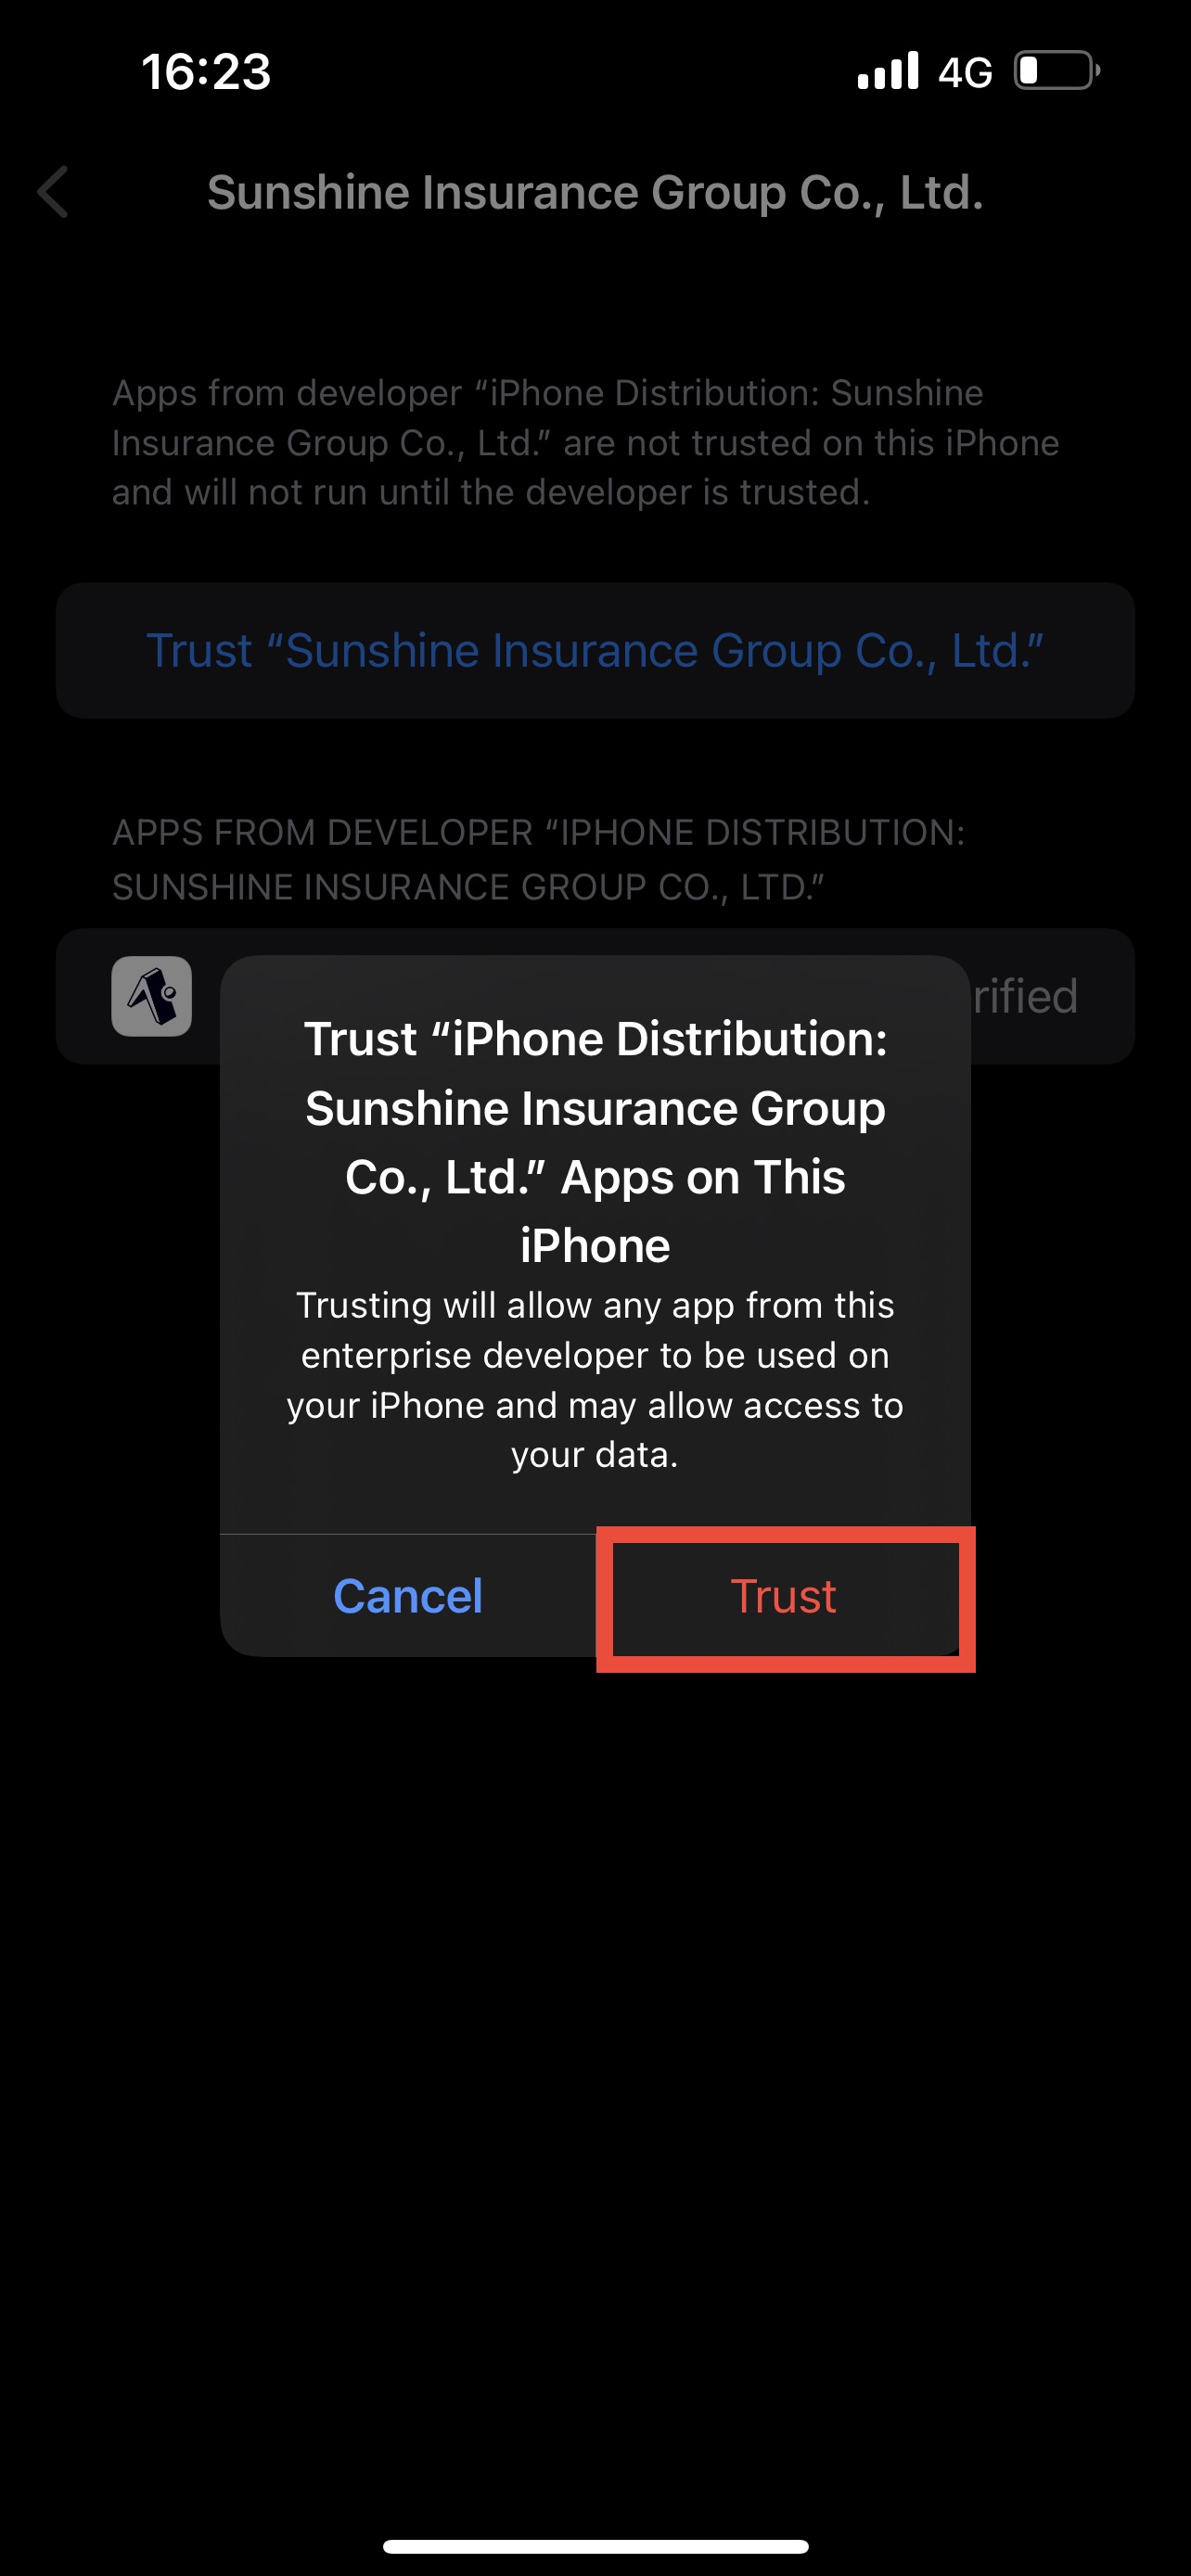 16:23
4G
Sunshine Insurance Group Co., Ltd.
Apps from developer “iPhone Distribution: Sunshine
Insurance Group Co., Ltd.” are not trusted on this iPhone
and will not run until the developer is trusted.
Trust “Sunshine Insurance Group Co., Ltd.”
APPS FROM DEVELOPER “IPHONE DISTRIBUTION:
SUNSHINE INSURANCE GROUP CO., LTD.”
rified
Trust “iPhone Distribution:
Sunshine Insurance Group
Co., Ltd.” Apps on This
iPhone
Trusting will allow any app from this
enterprise developer to be used on
your iPhone and may allow access to
your data.
Cancel
Trust